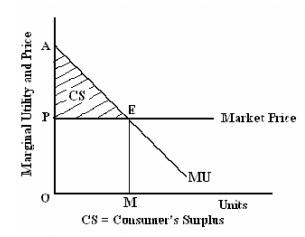 Marginal Utility and Price
A
CS
P
E
Market Price
MU
O
M
Units
CS = Consumer's Surplus